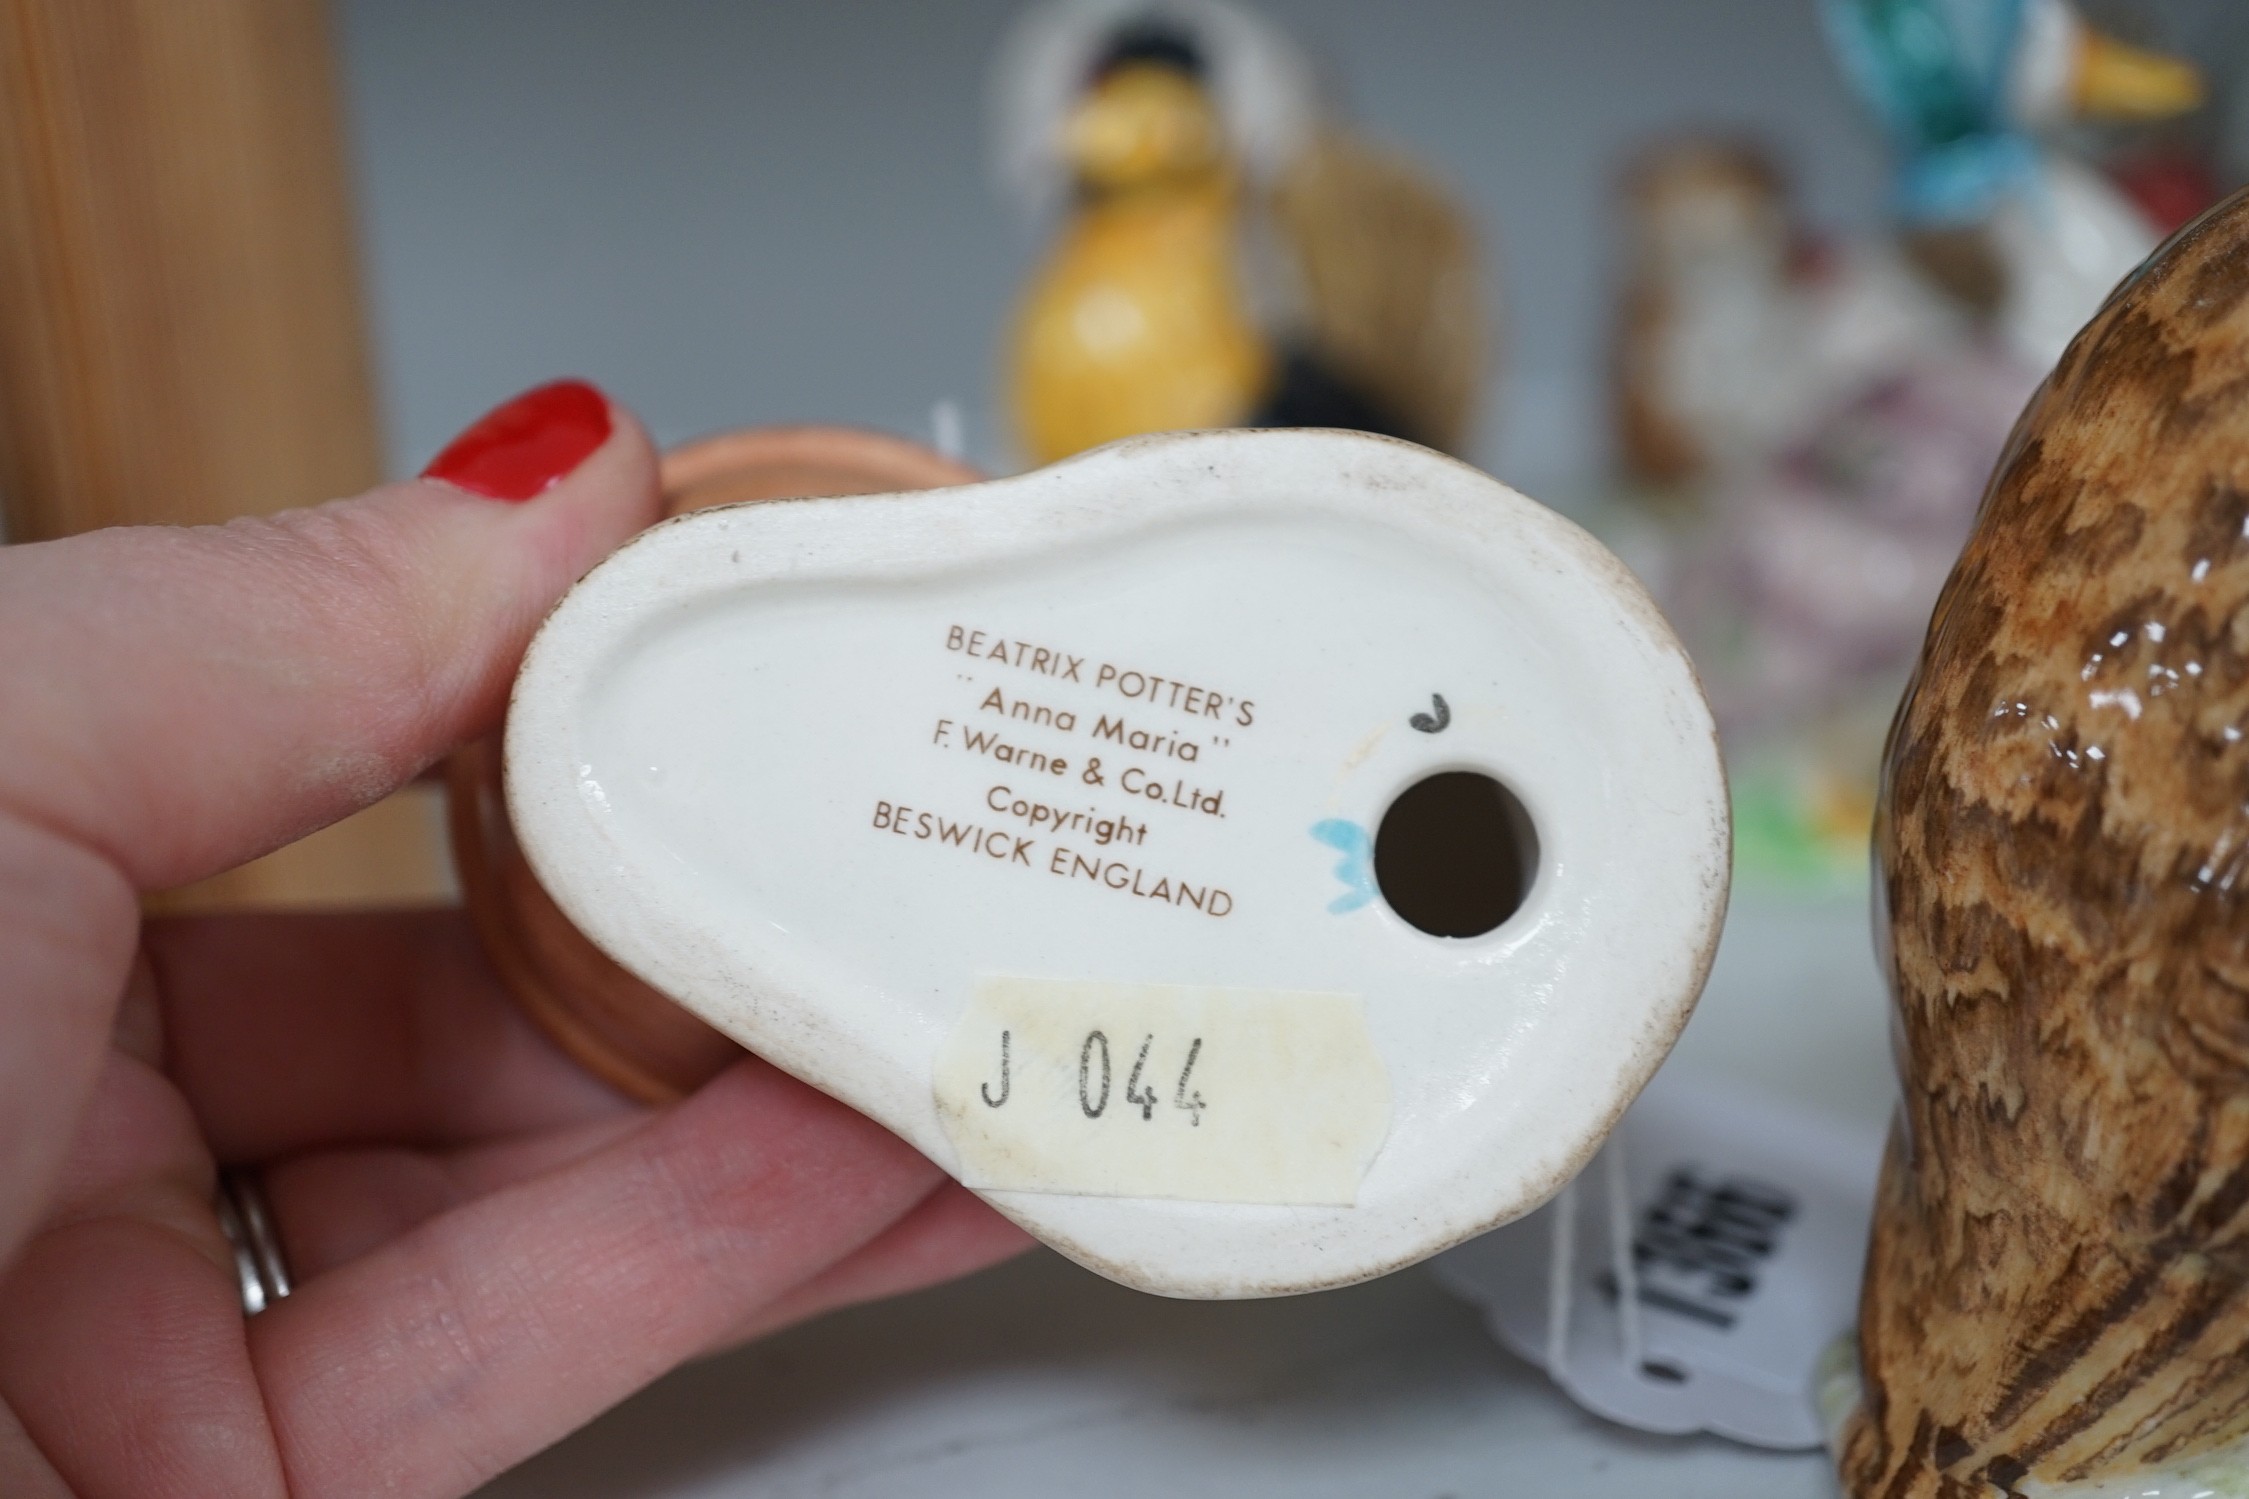 BEATRIX POTTER'S
"Anna Maria"
F. Warne & Co.Ltd.
Copyright
BESWICK ENGLAND
J 044